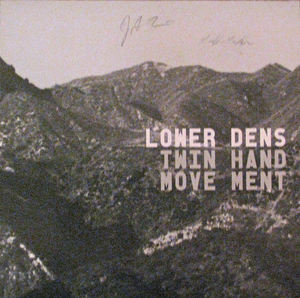 LOWER DENS
TWIN HAND
MOVE MENT